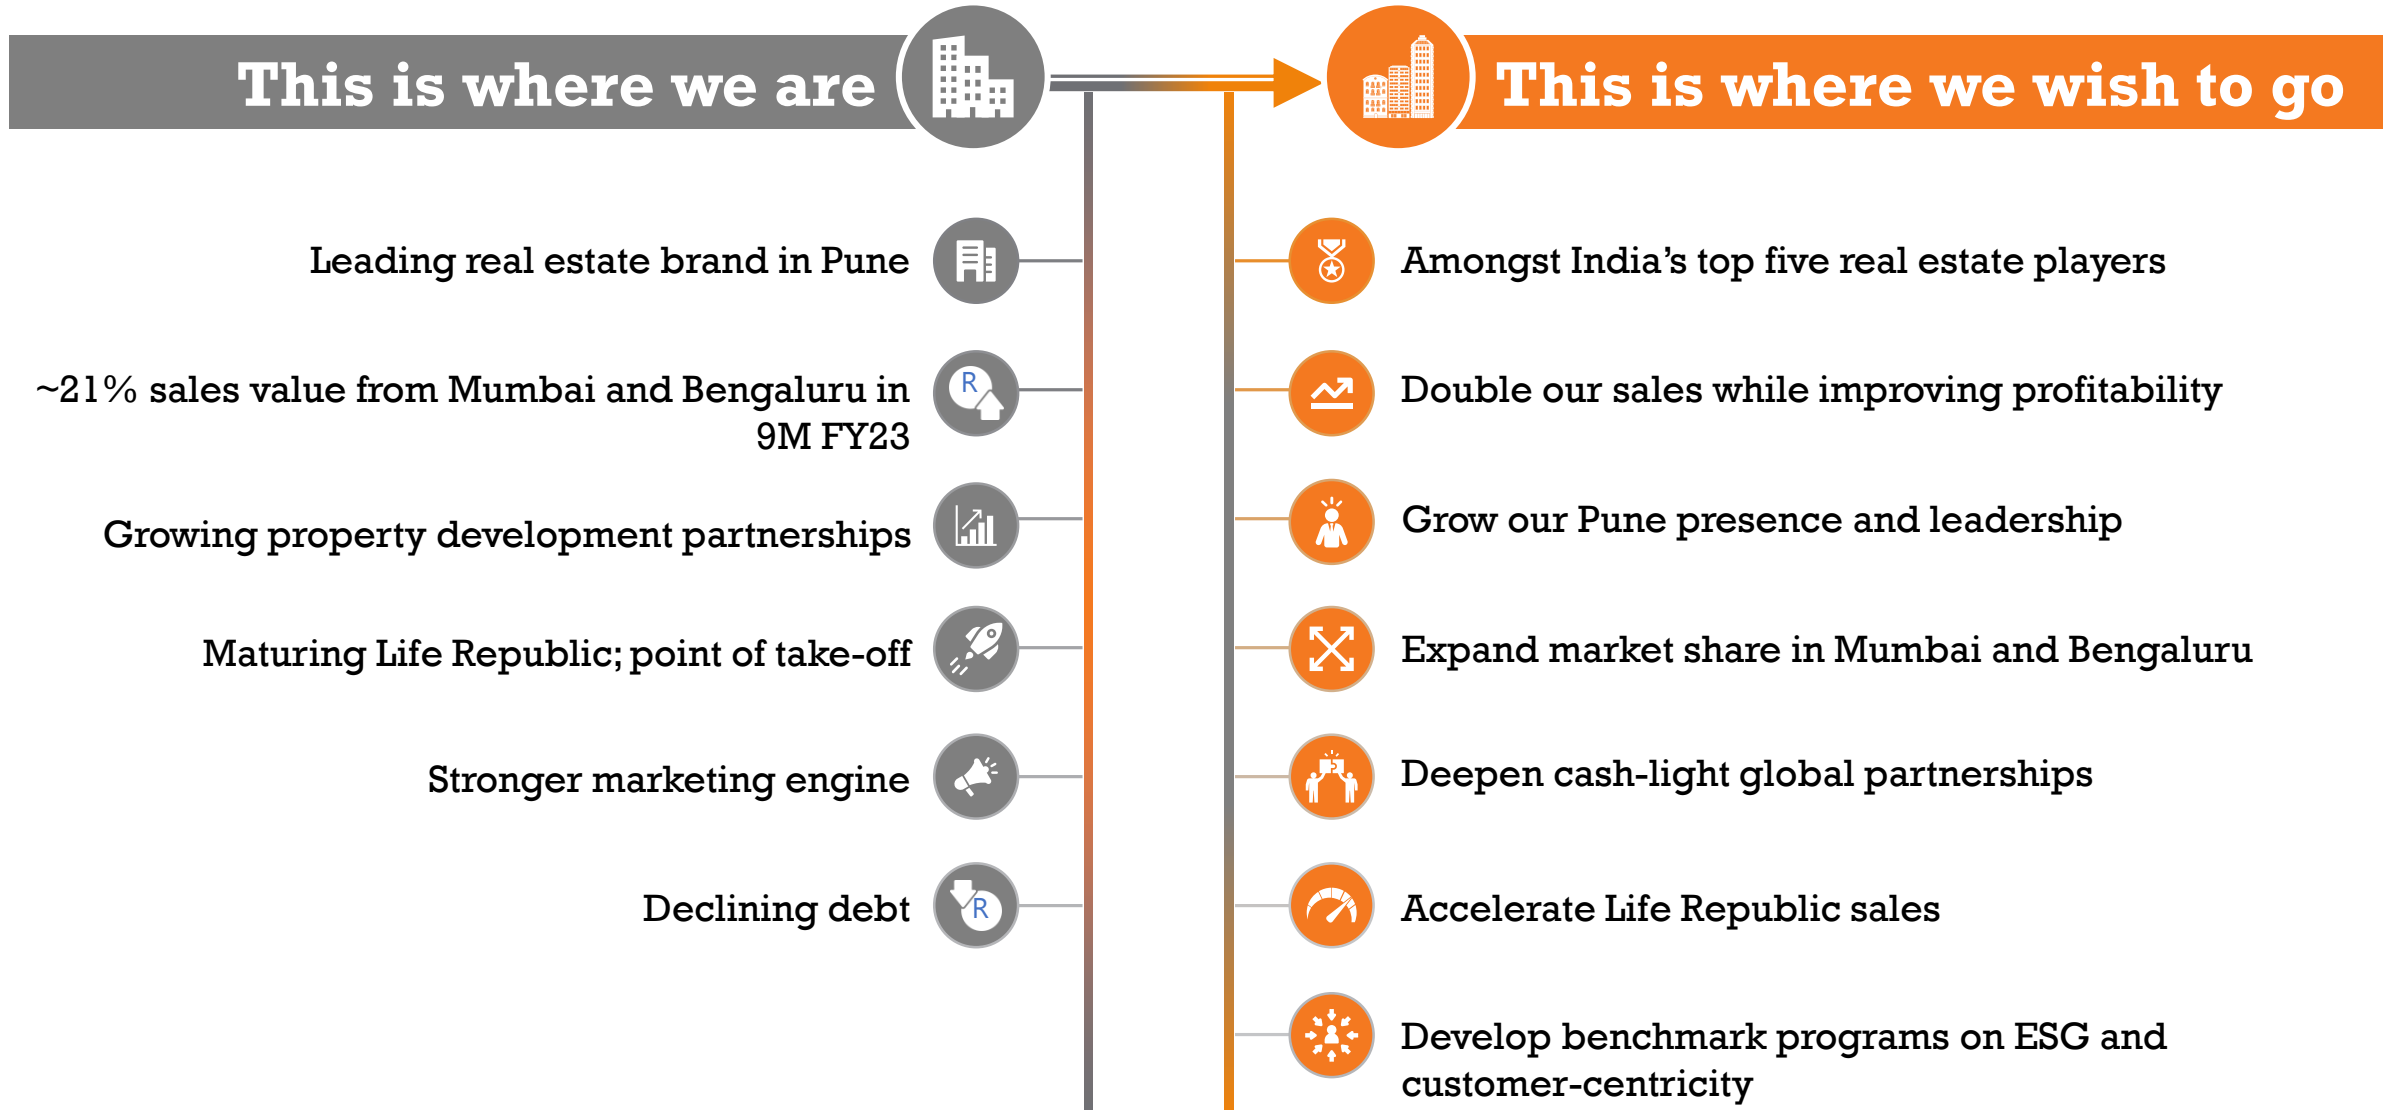 This is where we are
Leading real estate brand in Pune
~21% sales value from Mumbai and Bengaluru in
9M FY23
R
Growing property development partnerships
Maturing Life Republic; point of take-off
Stronger marketing engine
Declining debt
R
This is where we wish to go
Amongst India's top five real estate players
Double our sales while improving profitability
Grow our Pune presence and leadership
Expand market share in Mumbai and Bengaluru
Deepen cash-light global partnerships
Accelerate Life Republic sales
Develop benchmark programs on ESG and
customer-centricity